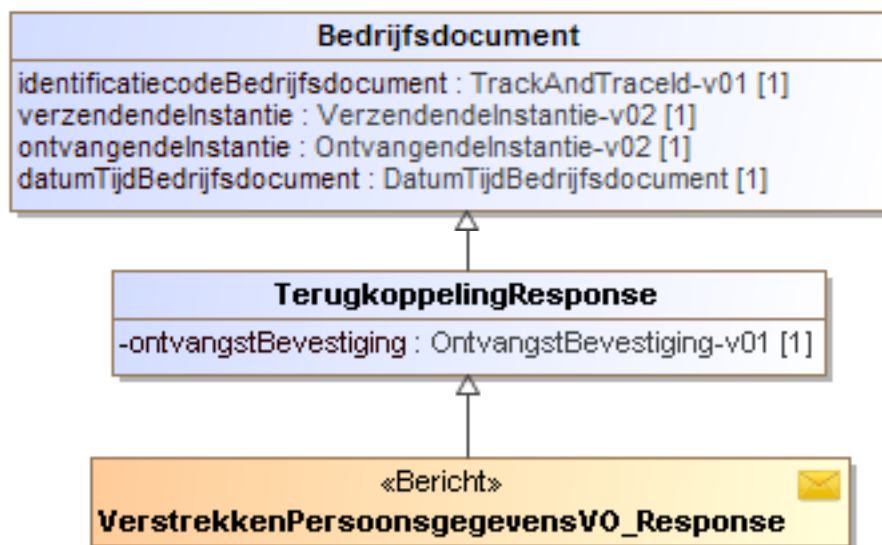 Bedrijfsdocument
identificatiecodeBedrijfsdocument : TrackAndTraceId-v01 [1]
verzendendeInstantie : VerzendendeInstantie-v02 [1]
ontvangendeInstantie : OntvangendeInstantie-v02 [1]
datumTijdBedrijfsdocument : DatumTijdBedrijfsdocument [1]
TerugkoppelingResponse
-ontvangstBevestiging : OntvangstBevestiging-v01 [1]
«Bericht»
VerstrekkenPersoonsgegevensVO_Response